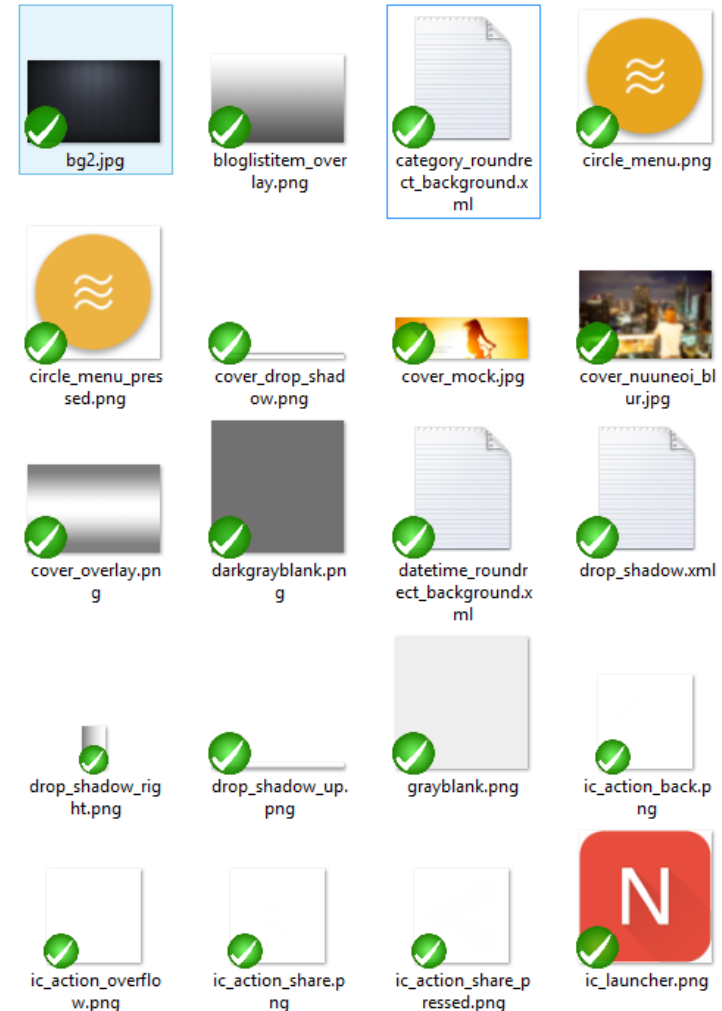 bg2.jpg
bloglistitem_over
lay.png
category_roundre
ct_background.x
ml
circle_menu.png
circle_menu_pres
sed.png
cover_drop_shad
ow.png
cover_mock.jpg
cover_nuuneoi_bl
ur.jpg
cover_overlay.pn
g
darkgrayblank.pn
g
datetime_roundr
ect_background.x
ml
drop_shadow.xml
drop_shadow_rig
ht.png
drop_shadow_up.
png
grayblank.png
ic_action_back.p
ng
ic_action_overflo
w.png
ic_action_share.p
ng
ic_action_share_p
ressed.png
N
ic_launcher.png